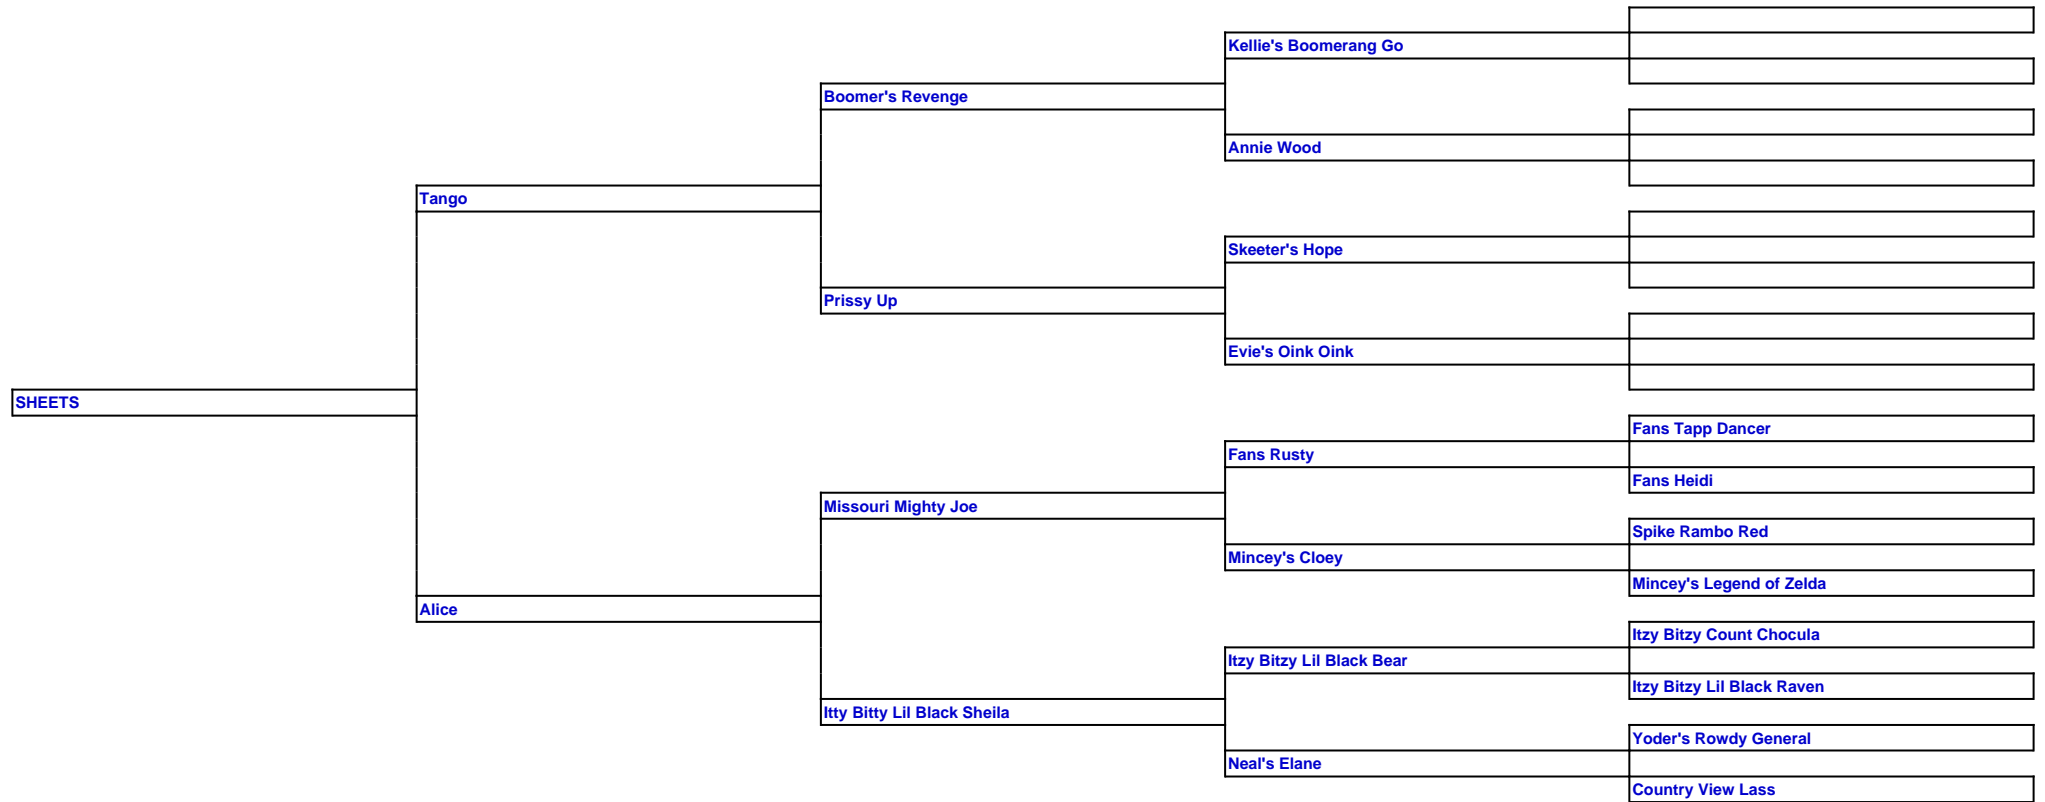 Kellie's Boomerang Go
Boomer's Revenge
Annie Wood
Tango
Skeeter's Hope
Prissy Up
Evie's Oink Oink
SHEETS
Fans Tapp Dancer
Fans Rusty
Fans Heidi
Missouri Mighty Joe
Spike Rambo Red
Mincey's Cloey
Mincey's Legend of Zelda
Alice
Itzy Bitzy Count Chocula
Itzy Bitzy Lil Black Bear
Itzy Bitzy Lil Black Raven
Itty Bitty Lil Black Sheila
Yoder's Rowdy General
Neal's Elane
Country View Lass